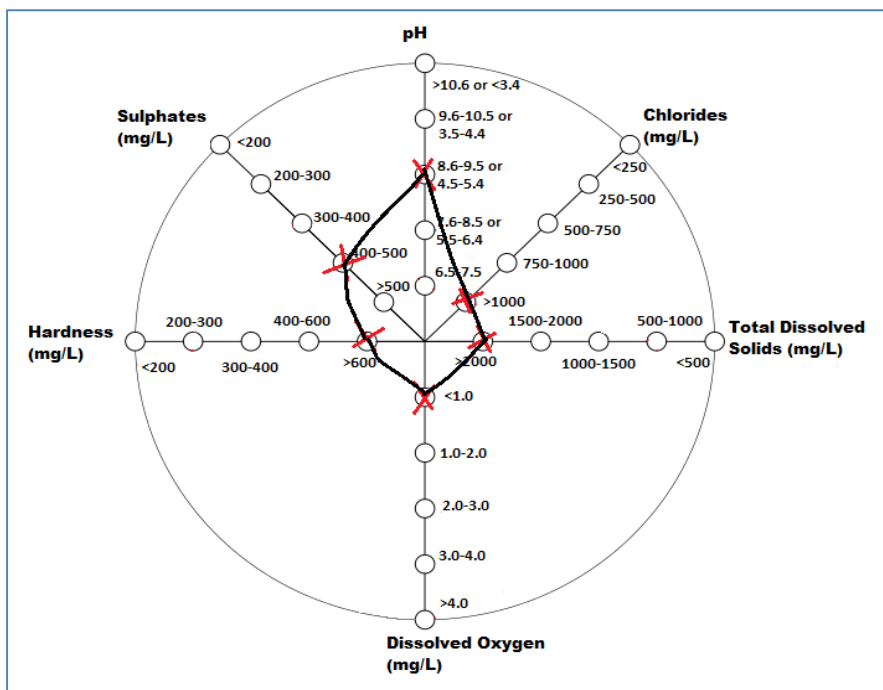 pH
>10.6 or <3.4
9.6-10.5 or
3.5-4.4
8.6-9.5 or
4.5-5.4
7.6-8.5 or
5.5-6.4
6.5-7.5
Chlorides
(mg/L)
<250
250-500
500-750
750-1000
>1000
Total Dissolved
Solids (mg/L)
<500
500-1000
1000-1500
1500-2000
>2000
<1.0
1.0-2.0
2.0-3.0
3.0-4.0
>4.0
Dissolved Oxygen
(mg/L)
Hardness
(mg/L)
<200
200-300
300-400
400-600
>600
Sulphates
(mg/L)
<200
200-300
300-400
400-500
>500